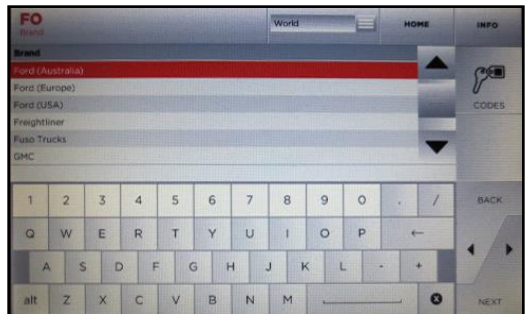 FO
Brand
World
HOME
INFO
Brand
Ford (Australia)
Ford (Europe)
Ford (USA)
Freightliner
Fuso Trucks
GMC
CODES
1 2 3 4 5 6 7 8 9 0 . /
BACK
Q W E R T Y U I O P ←
A S D F G H J K L - +
alt Z X C V B N M
NEXT